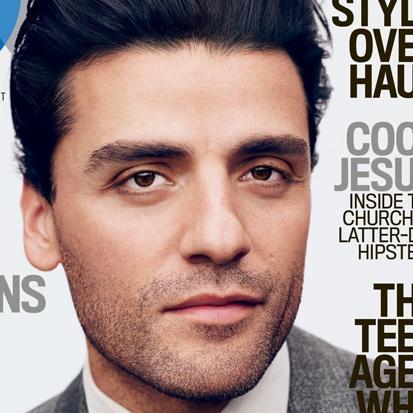 T
NS
STYL
OVE
HAU
COO
JESU
INSIDE T
CHURCH
LATTER-D
HIPSTE
TH
TEE
AGE
WH